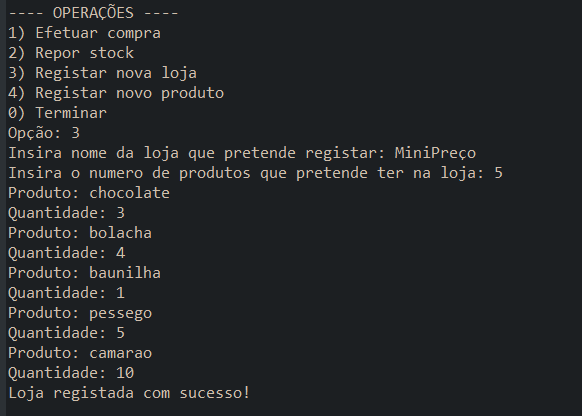 ---- OPERAÇÕES ----
1) Efetuar compra
2) Repor stock
3) Registar nova loja
4) Registar novo produto
0) Terminar
Opção: 3
Insira nome da loja que pretende registar: MiniPreço
Insira o numero de produtos que pretende ter na loja: 5
Produto: chocolate
Quantidade: 3
Produto: bolacha
Quantidade: 4
Produto: baunilha
Quantidade: 1
Produto: pessego
Quantidade: 5
Produto: camarao
Quantidade: 10
Loja registada com sucesso!